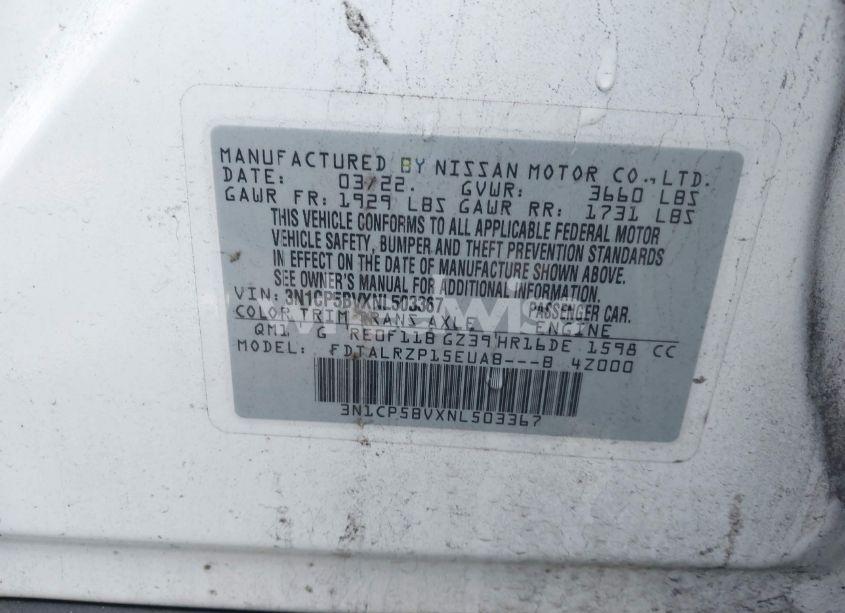 MANUFACTURED BY NISSAN MOTOR CO., LTD.
DATE: 03/22. GVWR: 3660 LBS
GAWR FR: 1929 LBS GAWR RR: 1731 LBS
THIS VEHICLE CONFORMS TO ALL APPLICABLE FEDERAL MOTOR
VEHICLE SAFETY, BUMPER AND THEFT PREVENTION STANDARDS
IN EFFECT ON THE DATE OF MANUFACTURE SHOWN ABOVE.
SEE OWNER'S MANUAL FOR ADDITIONAL INFORMATION.
VIN: 3N1CP5BVXNL503367 PASSENGER CAR.
COLOR TRIM TRANS AXLE ENGINE
QM1 G RE0F11B GZ39 HR16DE 1598 CC
MODEL: FDTALRZP15EUAB---B 4Z000
3N1CP5BVXNL503367